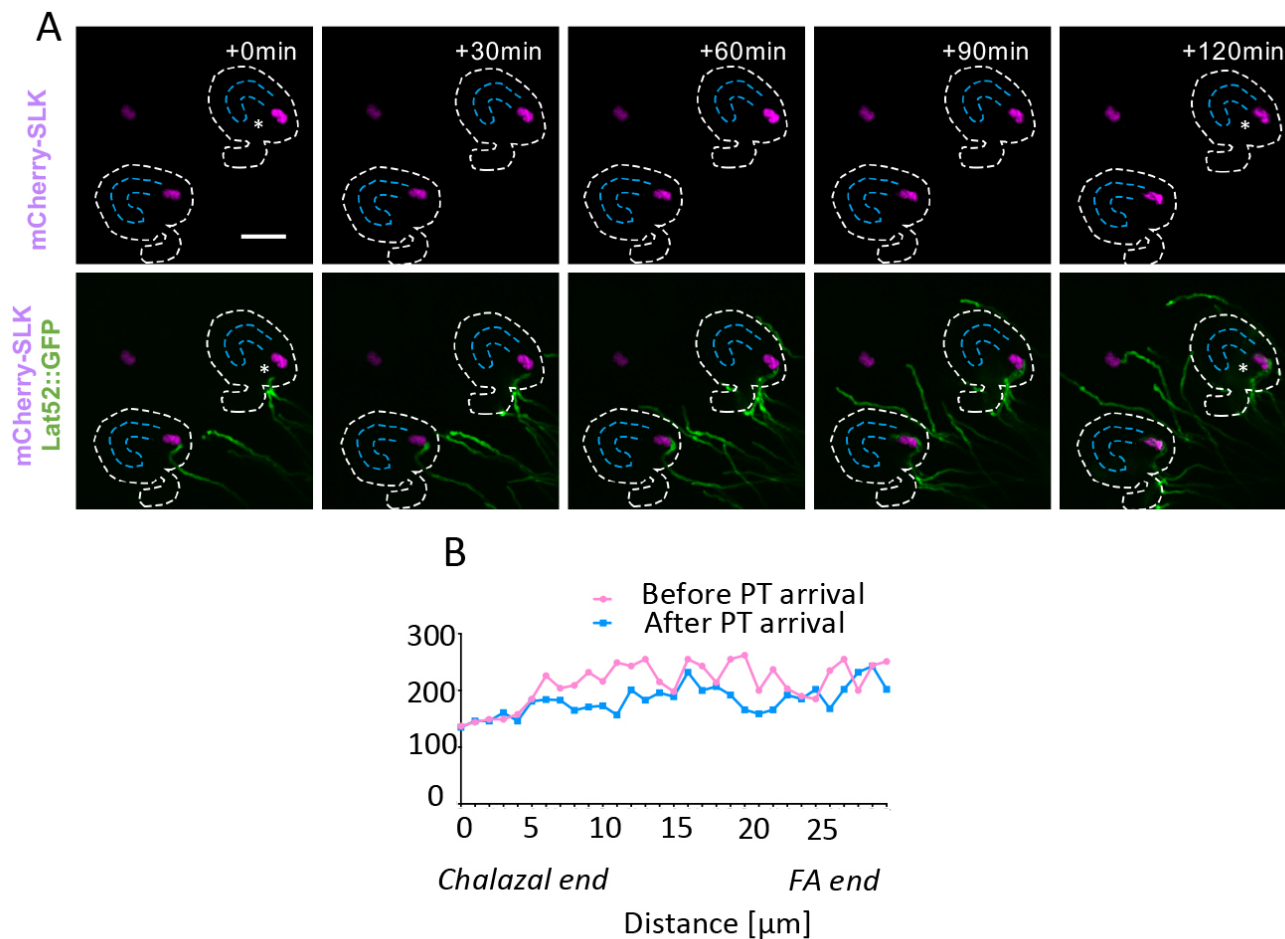 A
+0min
+30min
+60min
+90min
+120min
mCherry-SLK
*
*
mCherry-SLK
Lat52::GFP
*
*
B
Before PT arrival
After PT arrival
300
200
100
0
0 5 10 15 20 25
Chalazal end FA end
Distance [µm]